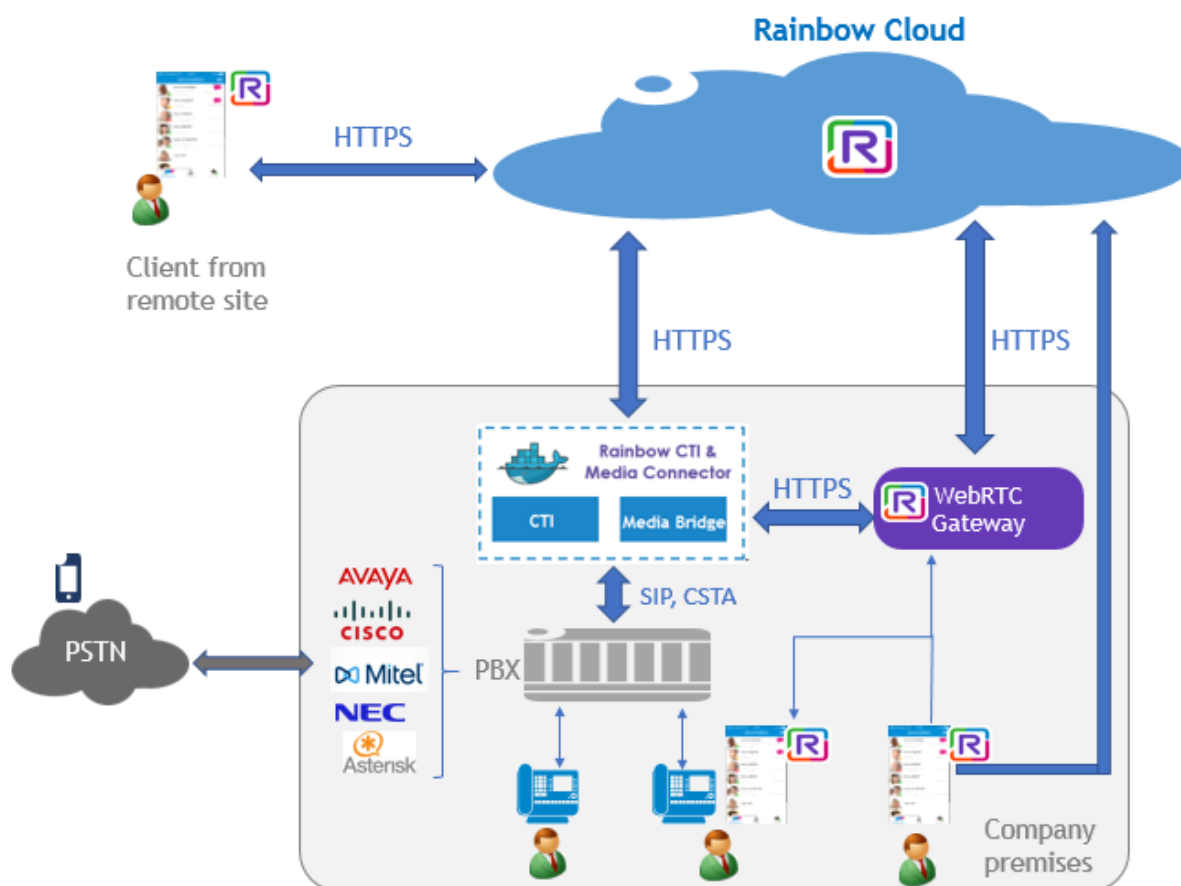 Rainbow Cloud
R
HTTPS
R
Client from
remote site
HTTPS
HTTPS
Rainbow CTI &
Media Connector
CTI
Media Bridge
HTTPS
R
WebRTC
Gateway
AVAYA
SIP, CSTA
CISCO
PSTN
Mitel
PBX
NEC
Asterisk
R
R
Company
premises